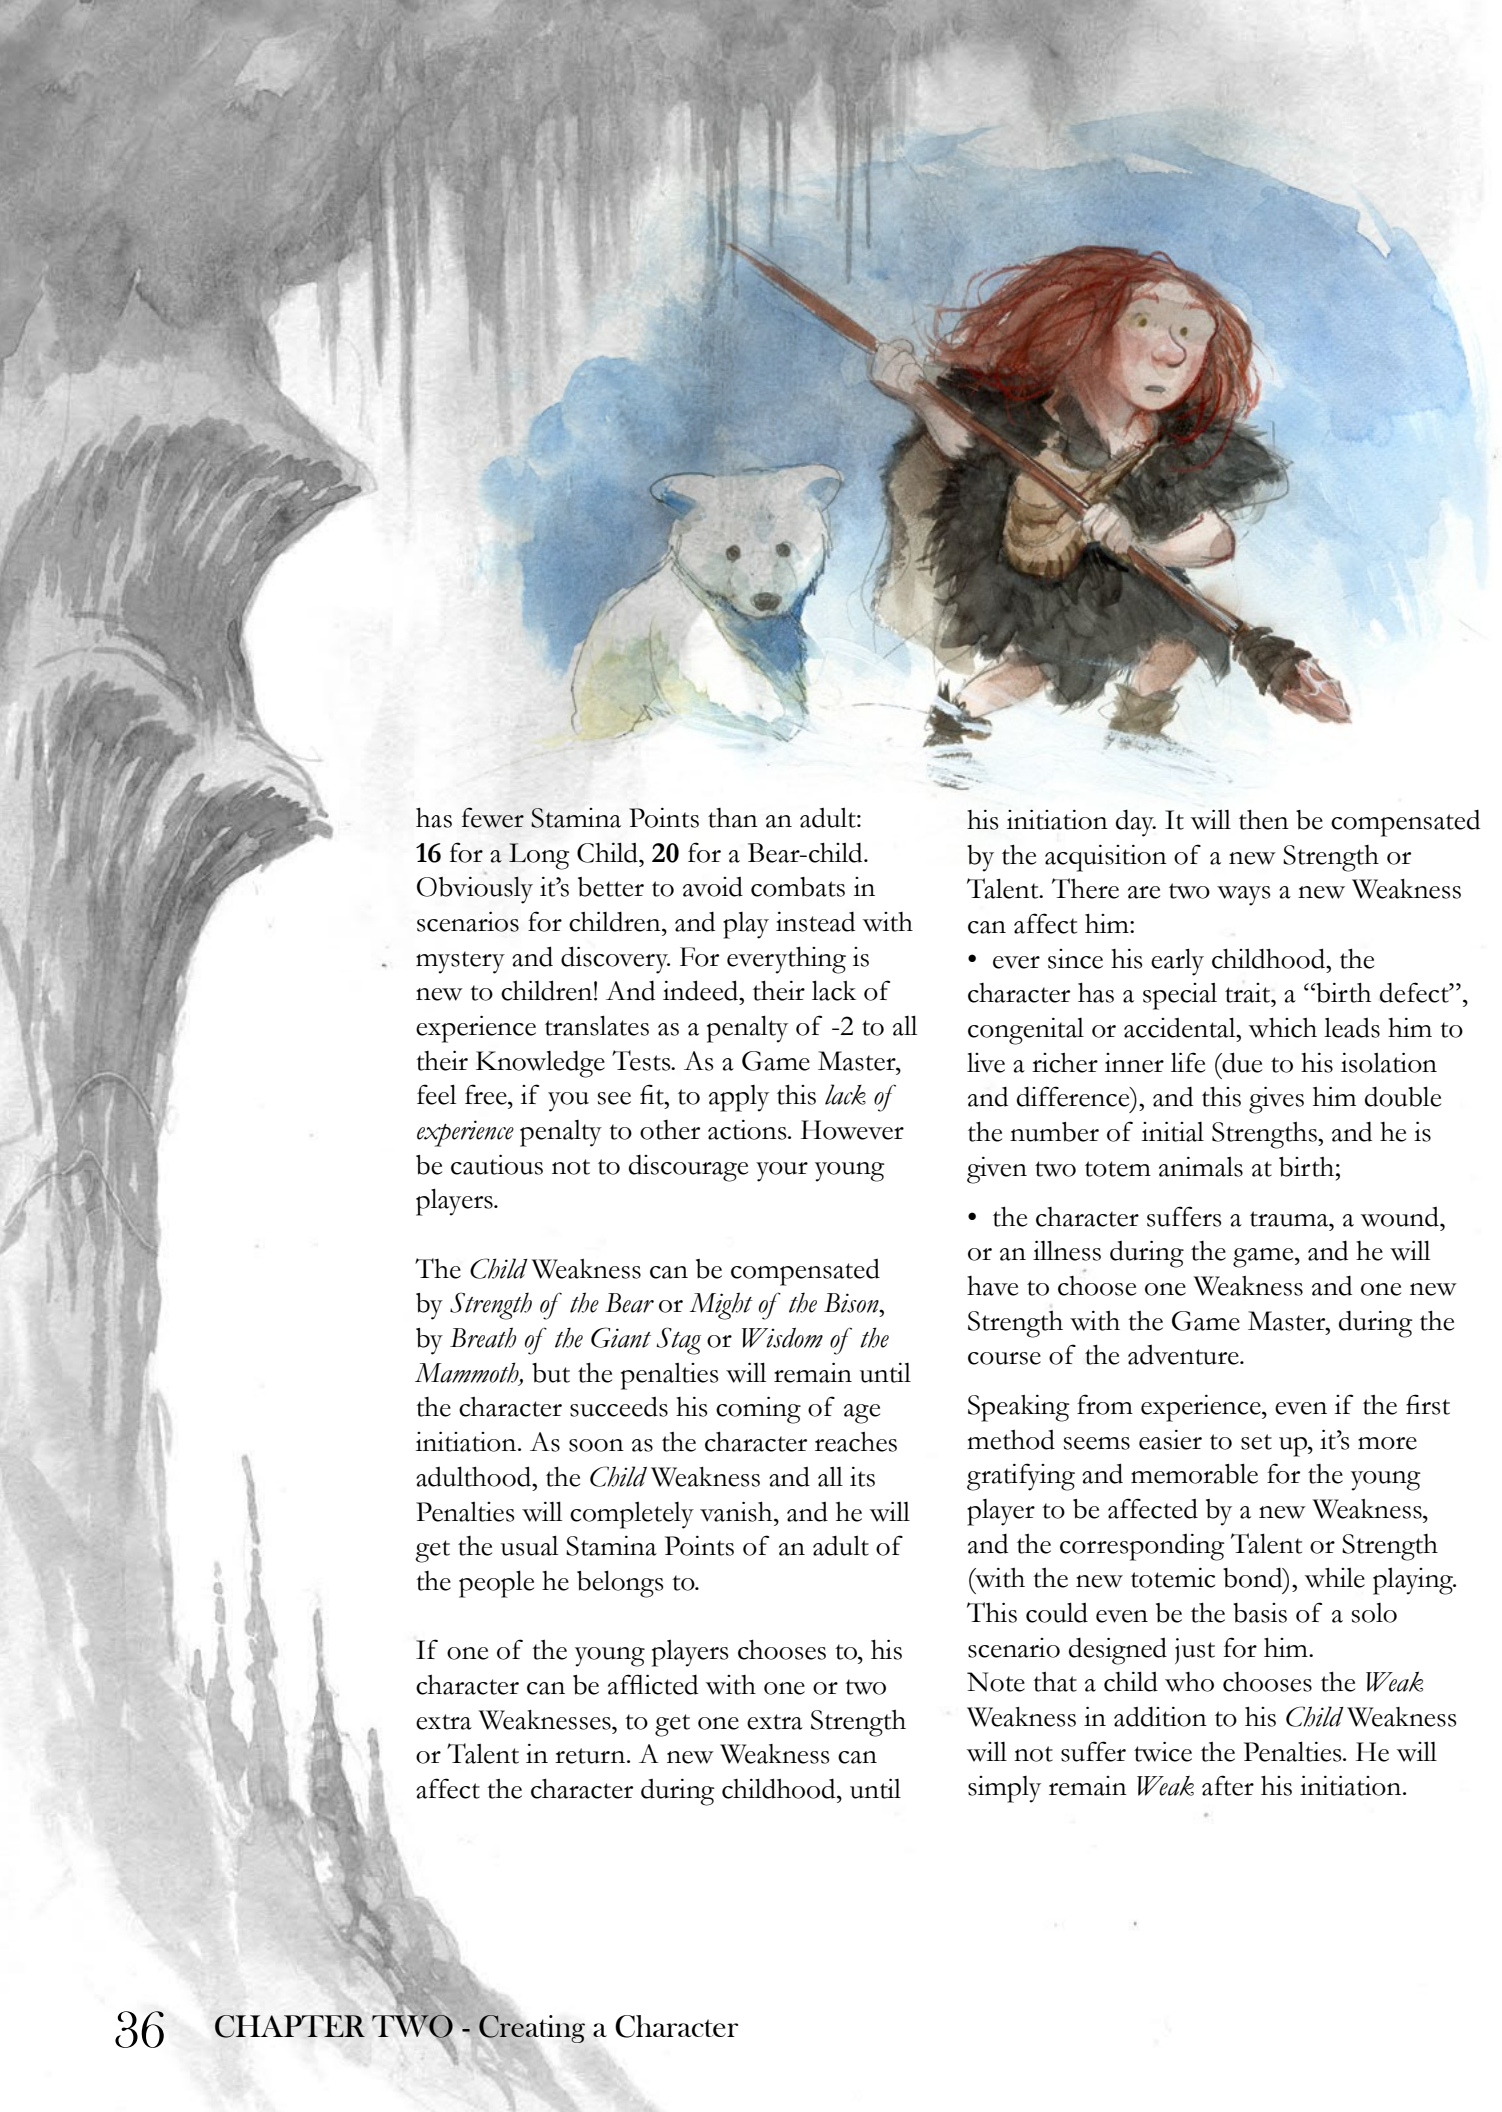 has fewer Stamina Points than an adult:
16 for a Long Child, 20 for a Bear-child.
Obviously it’s better to avoid combats in
scenarios for children, and play instead with
mystery and discovery. For everything is
new to children! And indeed, their lack of
experience translates as a penalty of -2 to all
their Knowledge Tests. As a Game Master,
feel free, if you see fit, to apply this lack of
experience penalty to other actions. However
be cautious not to discourage your young
players.
The Child Weakness can be compensated
by Strength of the Bear or Might of the Bison,
by Breath of the Giant Stag or Wisdom of the
Mammoth, but the penalties will remain until
the character succeeds his coming of age
initiation. As soon as the character reaches
adulthood, the Child Weakness and all its
Penalties will completely vanish, and he will
get the usual Stamina Points of an adult of
the people he belongs to.
If one of the young players chooses to, his
character can be afflicted with one or two
extra Weaknesses, to get one extra Strength
or Talent in return. A new Weakness can
affect the character during childhood, until
his initiation day. It will then be compensated
by the acquisition of a new Strength or
Talent. There are two ways a new Weakness
can affect him:
• ever since his early childhood, the
character has a special trait, a “birth defect”,
congenital or accidental, which leads him to
live a richer inner life (due to his isolation
and difference), and this gives him double
the number of initial Strengths, and he is
given two totem animals at birth;
• the character suffers a trauma, a wound,
or an illness during the game, and he will
have to choose one Weakness and one new
Strength with the Game Master, during the
course of the adventure.
Speaking from experience, even if the first
method seems easier to set up, it’s more
gratifying and memorable for the young
player to be affected by a new Weakness,
and the corresponding Talent or Strength
(with the new totemic bond), while playing.
This could even be the basis of a solo
scenario designed just for him.
Note that a child who chooses the Weak
Weakness in addition to his Child Weakness
will not suffer twice the Penalties. He will
simply remain Weak after his initiation.
36 CHAPTER TWO - Creating a Character